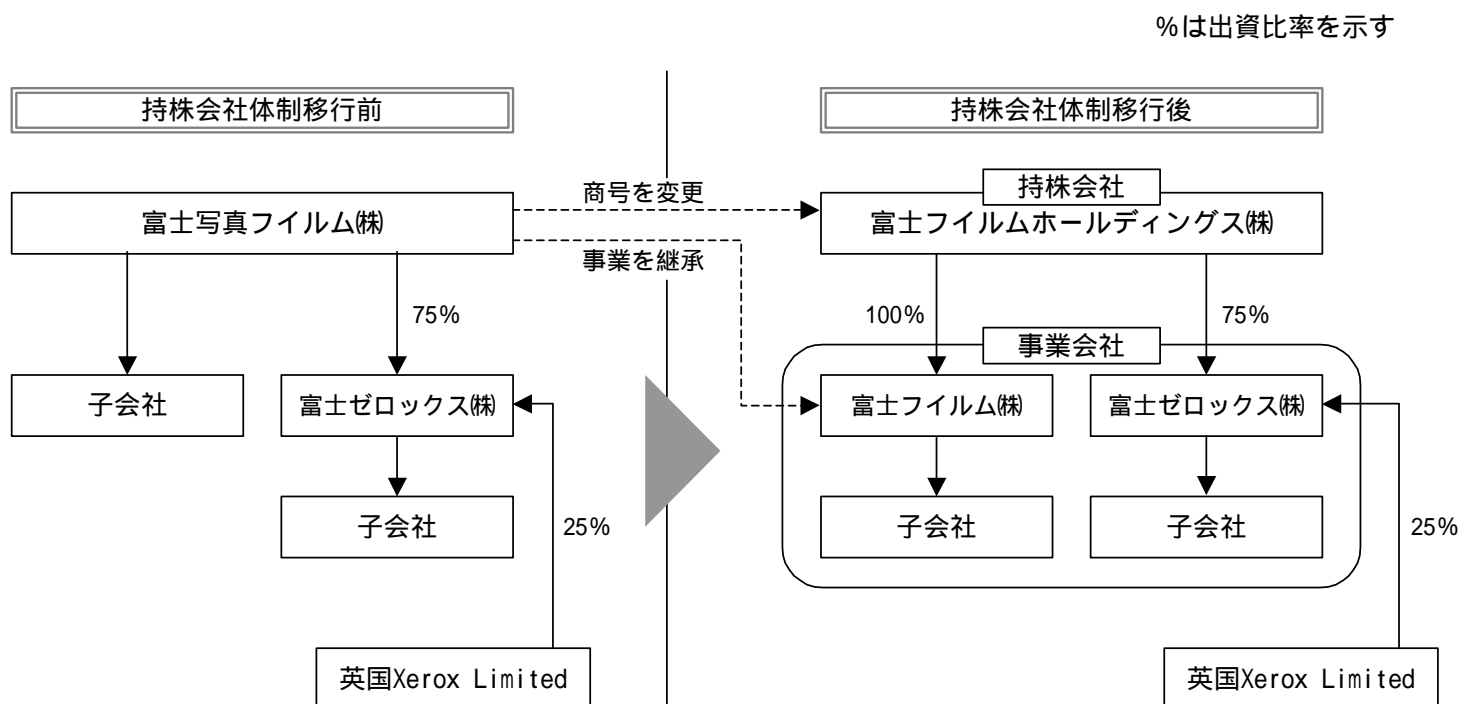 %は出資比率を示す
持株会社体制移行前
富士写真フイルム㈱
75%
子会社
富士ゼロックス㈱
子会社
25%
英国Xerox Limited
商号を変更
事業を継承
持株会社体制移行後
持株会社
富士フイルムホールディングス㈱
100%
75%
事業会社
富士フイルム㈱
富士ゼロックス㈱
子会社
子会社
25%
英国Xerox Limited